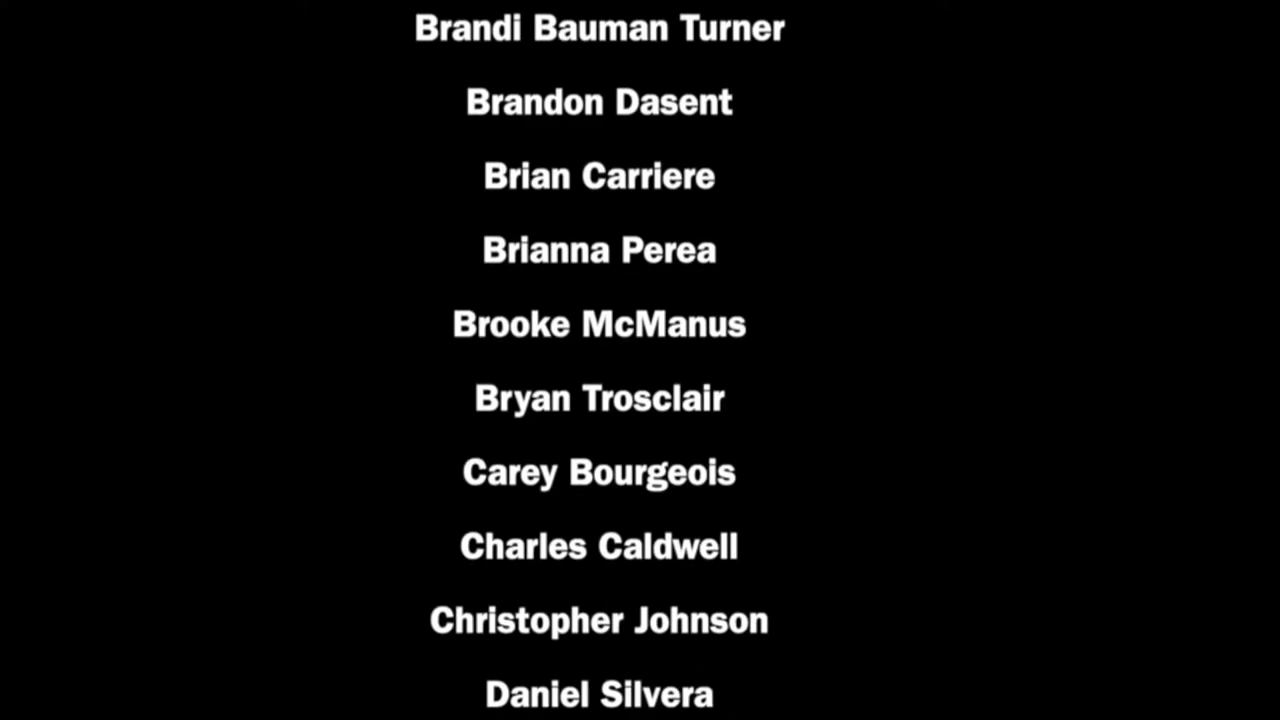 Brandi Bauman Turner
Brandon Dasent
Brian Carriere
Brianna Perea
Brooke McManus
Bryan Trosclair
Carey Bourgeois
Charles Caldwell
Christopher Johnson
Daniel Silvera